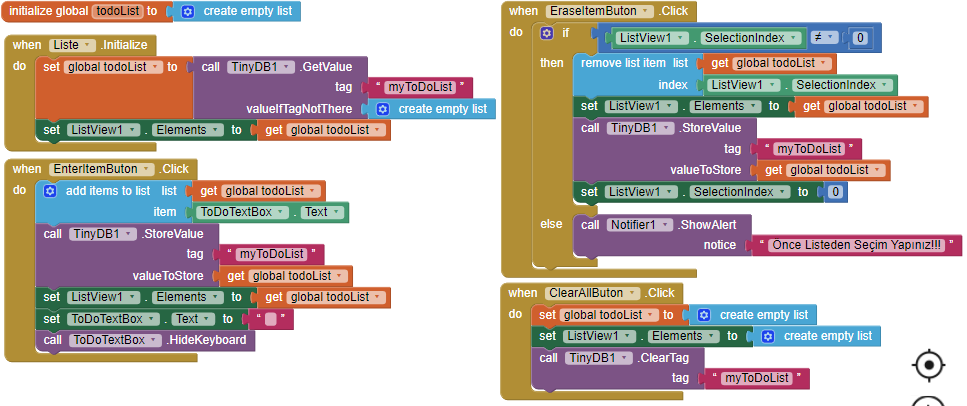 initialize global todoList to create empty list
when Liste .Initialize
do set global todoList to call TinyDB1 .GetValue
tag " myToDoList "
valueIfTagNotThere create empty list
set ListView1 . Elements to get global todoList
when EnterItemButon .Click
do add items to list list get global todoList
item ToDoTextBox . Text
call TinyDB1 .StoreValue
tag " myToDoList "
valueToStore get global todoList
set ListView1 . Elements to get global todoList
set ToDoTextBox . Text to " "
call ToDoTextBox .HideKeyboard
when EraseItemButon .Click
do if ListView1 . SelectionIndex ≠ 0
then remove list item list get global todoList
index ListView1 . SelectionIndex
set ListView1 . Elements to get global todoList
call TinyDB1 .StoreValue
tag " myToDoList "
valueToStore get global todoList
set ListView1 . SelectionIndex to 0
else call Notifier1 .ShowAlert
notice " Önce Listeden Seçim Yapınız!!! "
when ClearAllButon .Click
do set global todoList to create empty list
set ListView1 . Elements to create empty list
call TinyDB1 .ClearTag
tag " myToDoList "